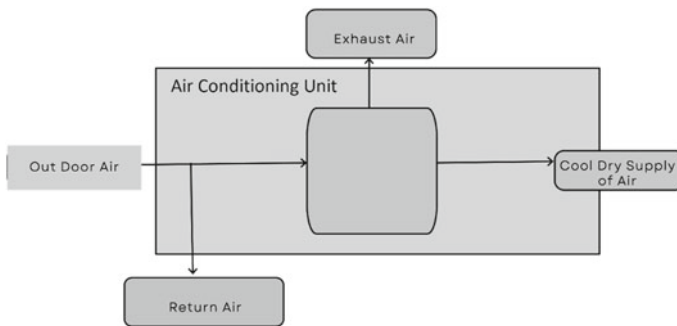 Exhaust Air
Air Conditioning Unit
Out Door Air
Cool Dry Supply
of Air
Return Air